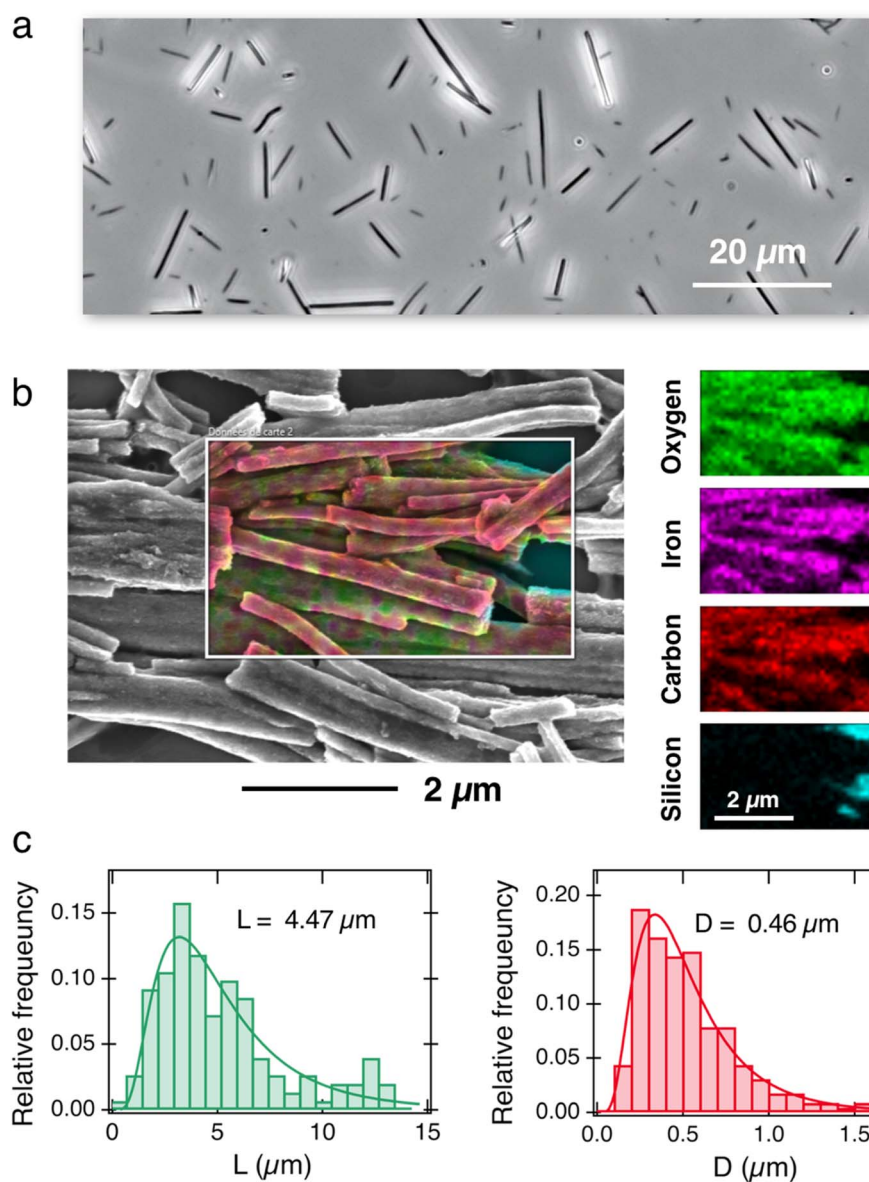 a
20 µm
b
Données de carte 2
2 µm
Oxygen
Iron
Carbon
Silicon
2 µm
c
Relative frequeuncy
0.15
0.10
0.05
0.00
L = 4.47 µm
0
5
10
15
L (µm)
Relative frequeuncy
0.20
0.15
0.10
0.05
0.00
D = 0.46 µm
0.0
0.5
1.0
1.5
D (µm)